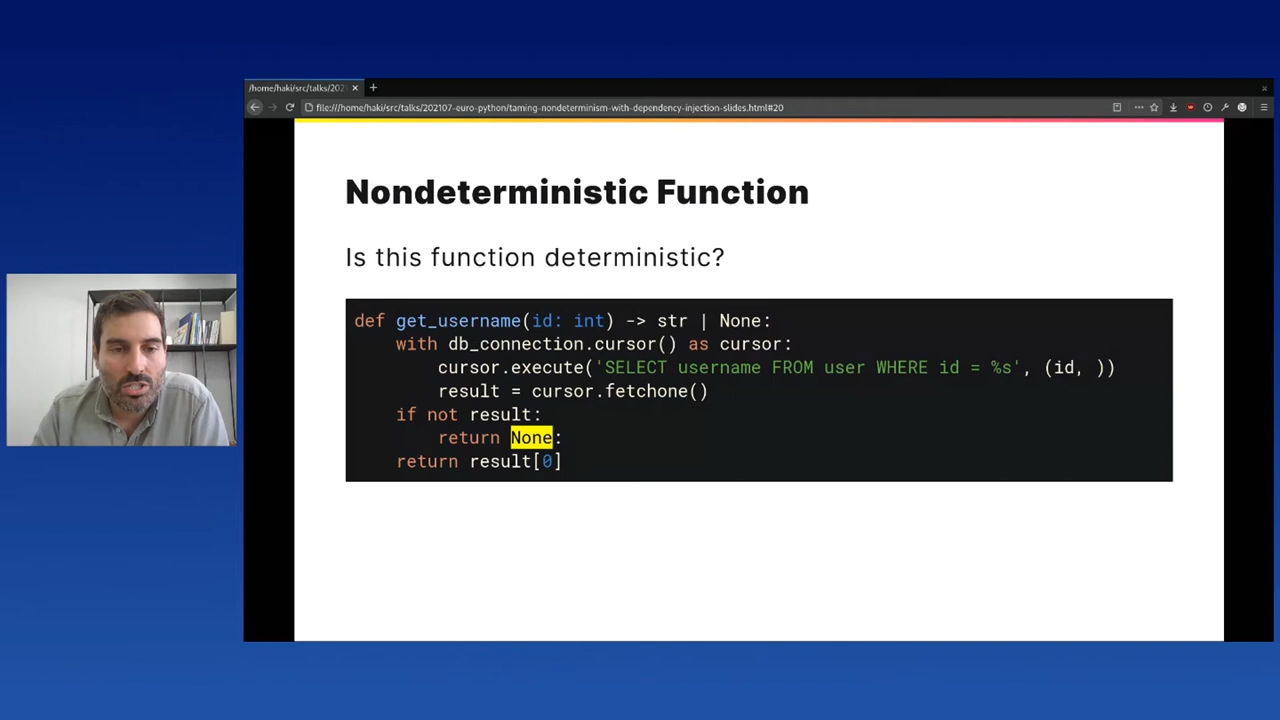 /home/haki/src/talks/202
file:///home/haki/src/talks/202107-euro-python/taming-nondeterminism-with-dependency-injection-slides.html#20
Nondeterministic Function
Is this function deterministic?
def get_username(id: int) -> str | None:
    with db_connection.cursor() as cursor:
        cursor.execute('SELECT username FROM user WHERE id = %s', (id, ))
        result = cursor.fetchone()
    if not result:
        return None:
    return result[0]